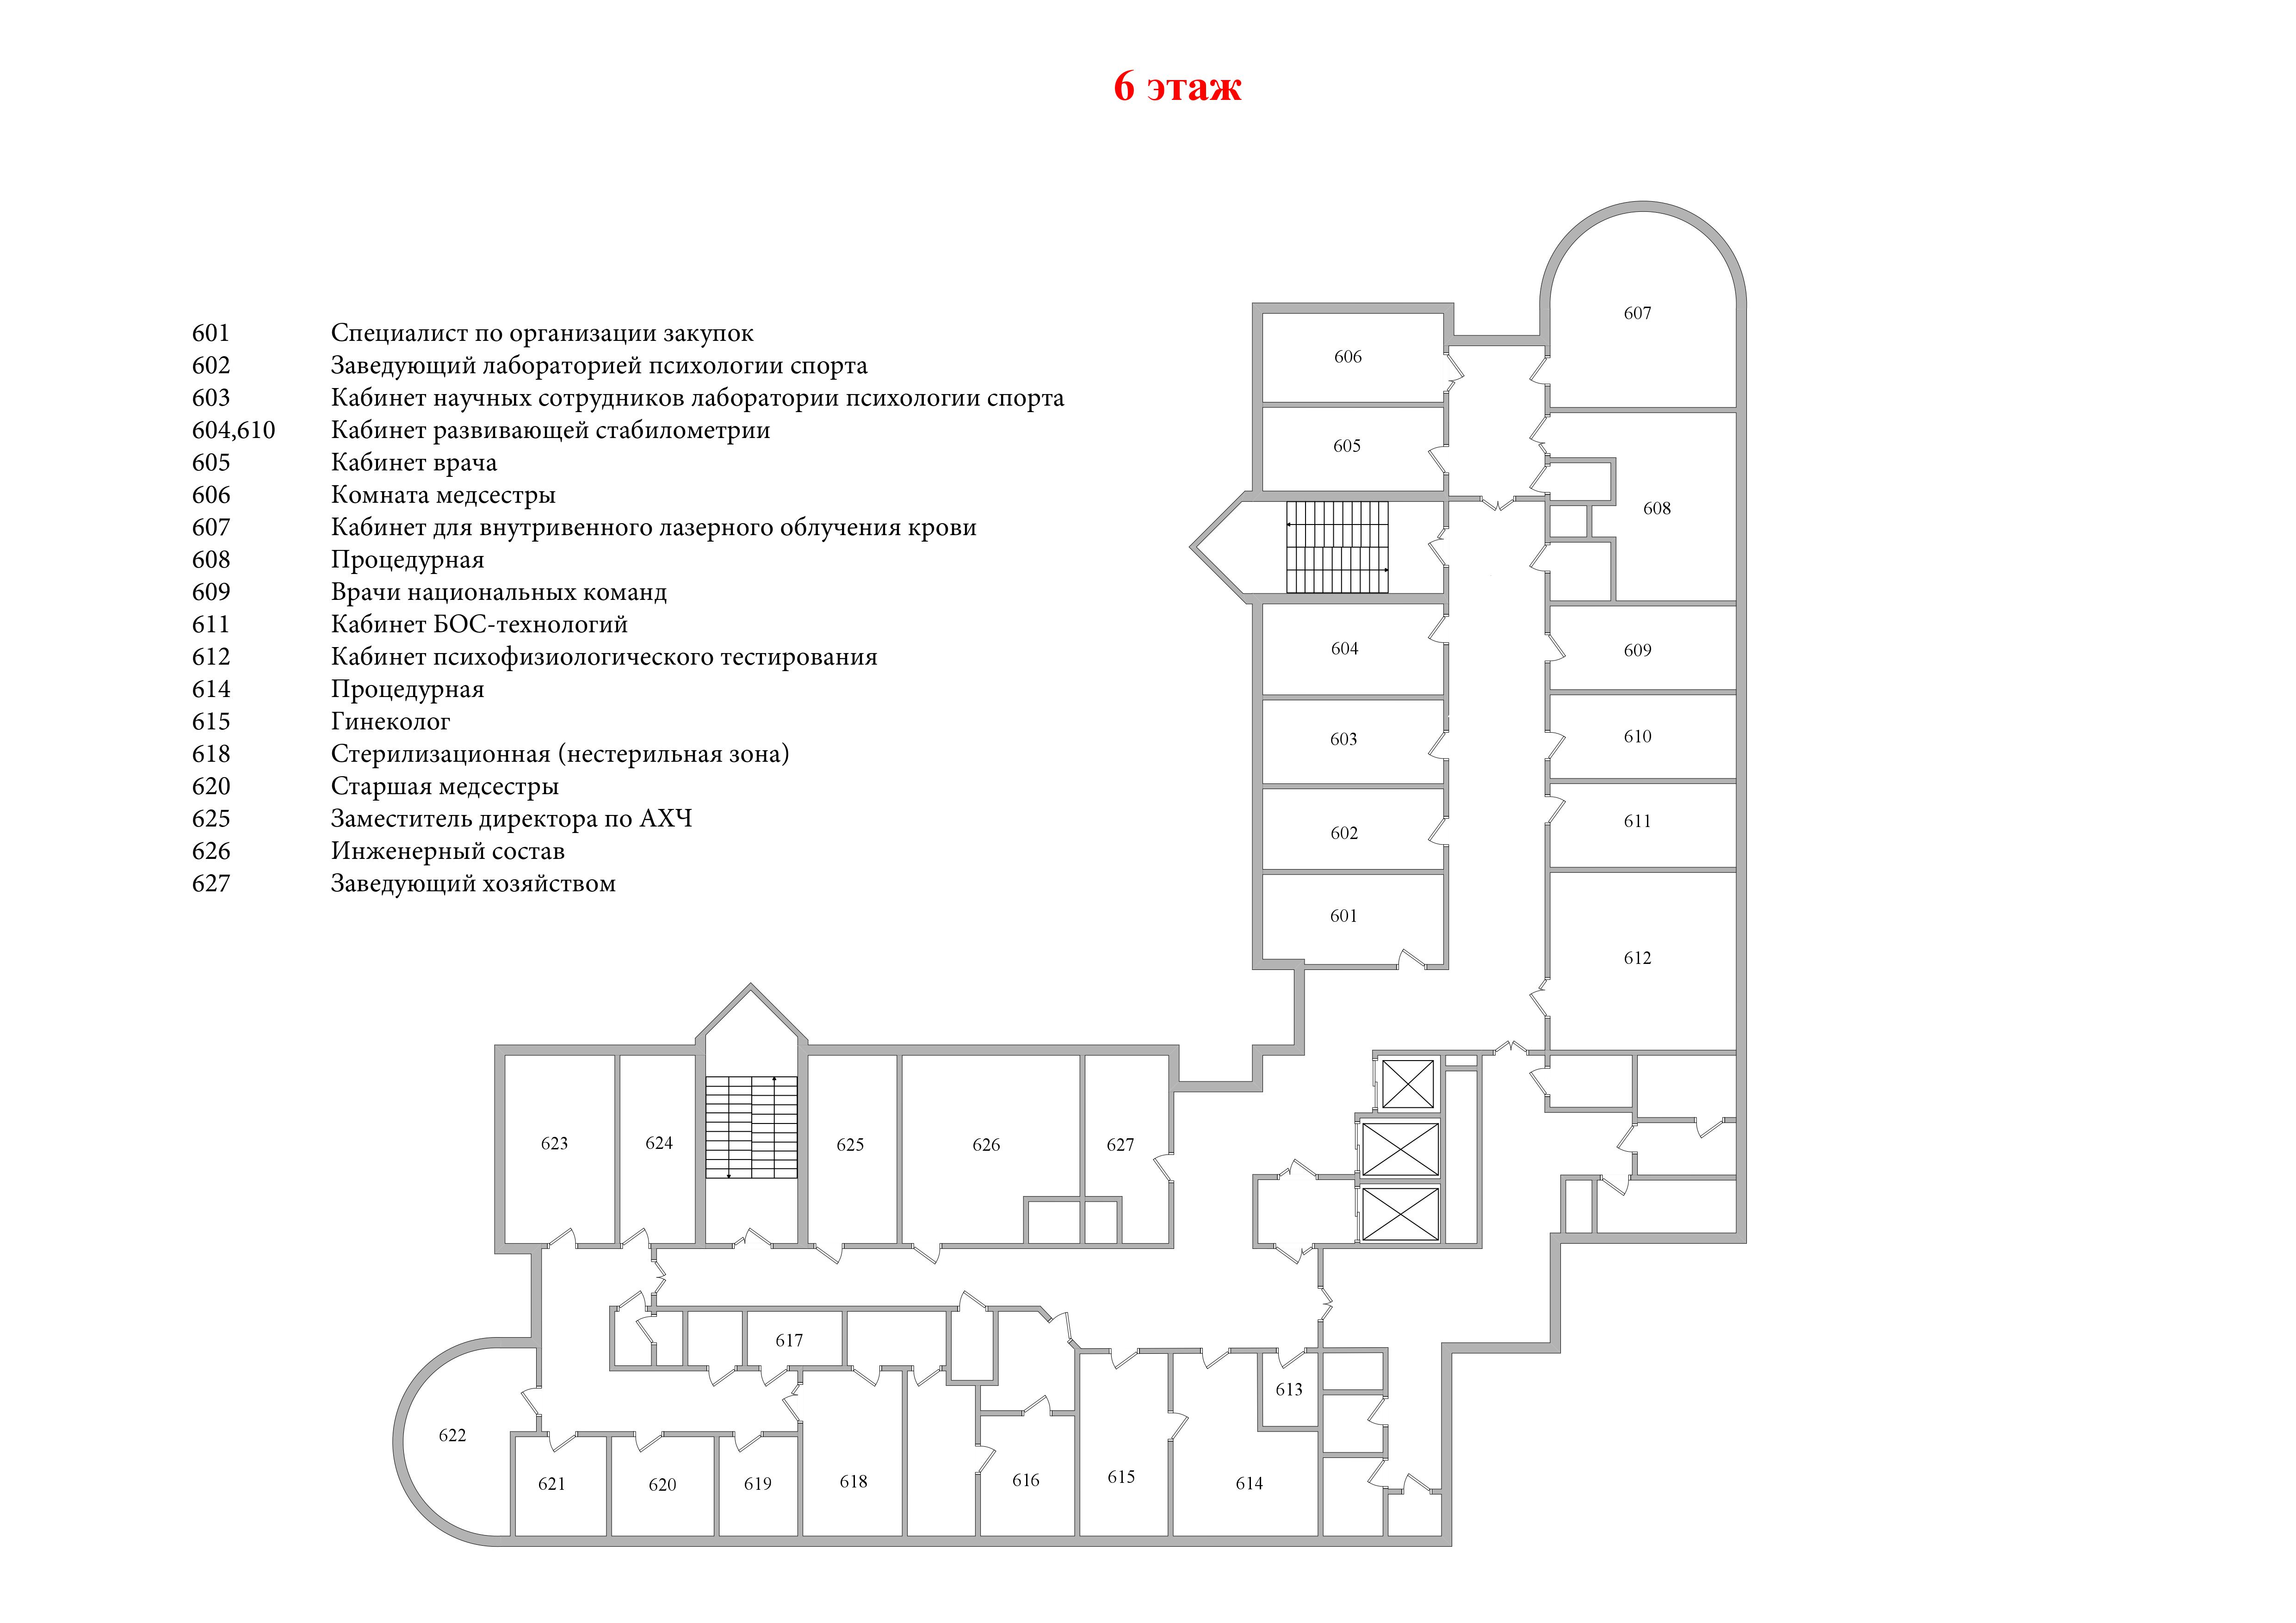 6 этаж
601 Специалист по организации закупок
602 Заведующий лабораторией психологии спорта
603 Кабинет научных сотрудников лаборатории психологии спорта
604,610 Кабинет развивающей стабилометрии
605 Кабинет врача
606 Комната медсестры
607 Кабинет для внутривенного лазерного облучения крови
608 Процедурная
609 Врачи национальных команд
611 Кабинет БОС-технологий
612 Кабинет психофизиологического тестирования
614 Процедурная
615 Гинеколог
618 Стерилизационная (нестерильная зона)
620 Старшая медсестры
625 Заместитель директора по АХЧ
626 Инженерный состав
627 Заведующий хозяйством
607
606
605
608
604
609
603
610
602
611
601
612
623
624
625
626
627
617
613
622
621
620
619
618
616
615
614